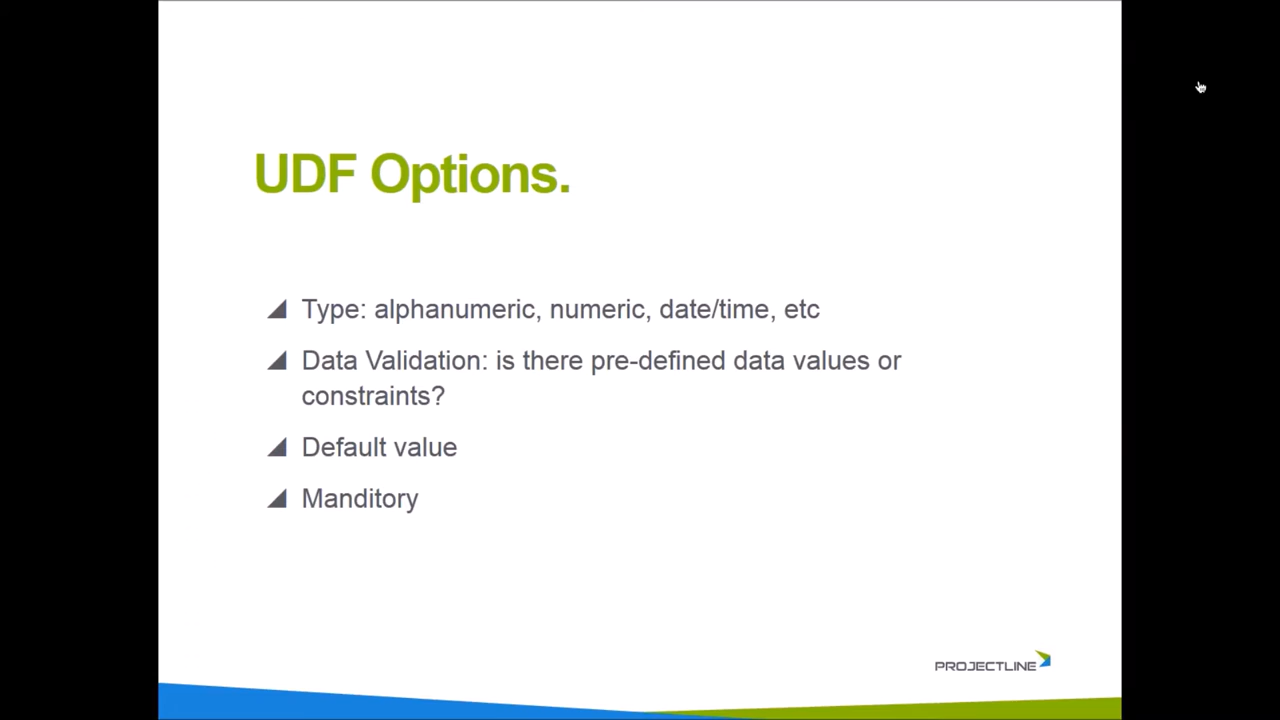 UDF Options.
Type: alphanumeric, numeric, date/time, etc
Data Validation: is there pre-defined data values or
constraints?
Default value
Manditory
PROJECTLINE